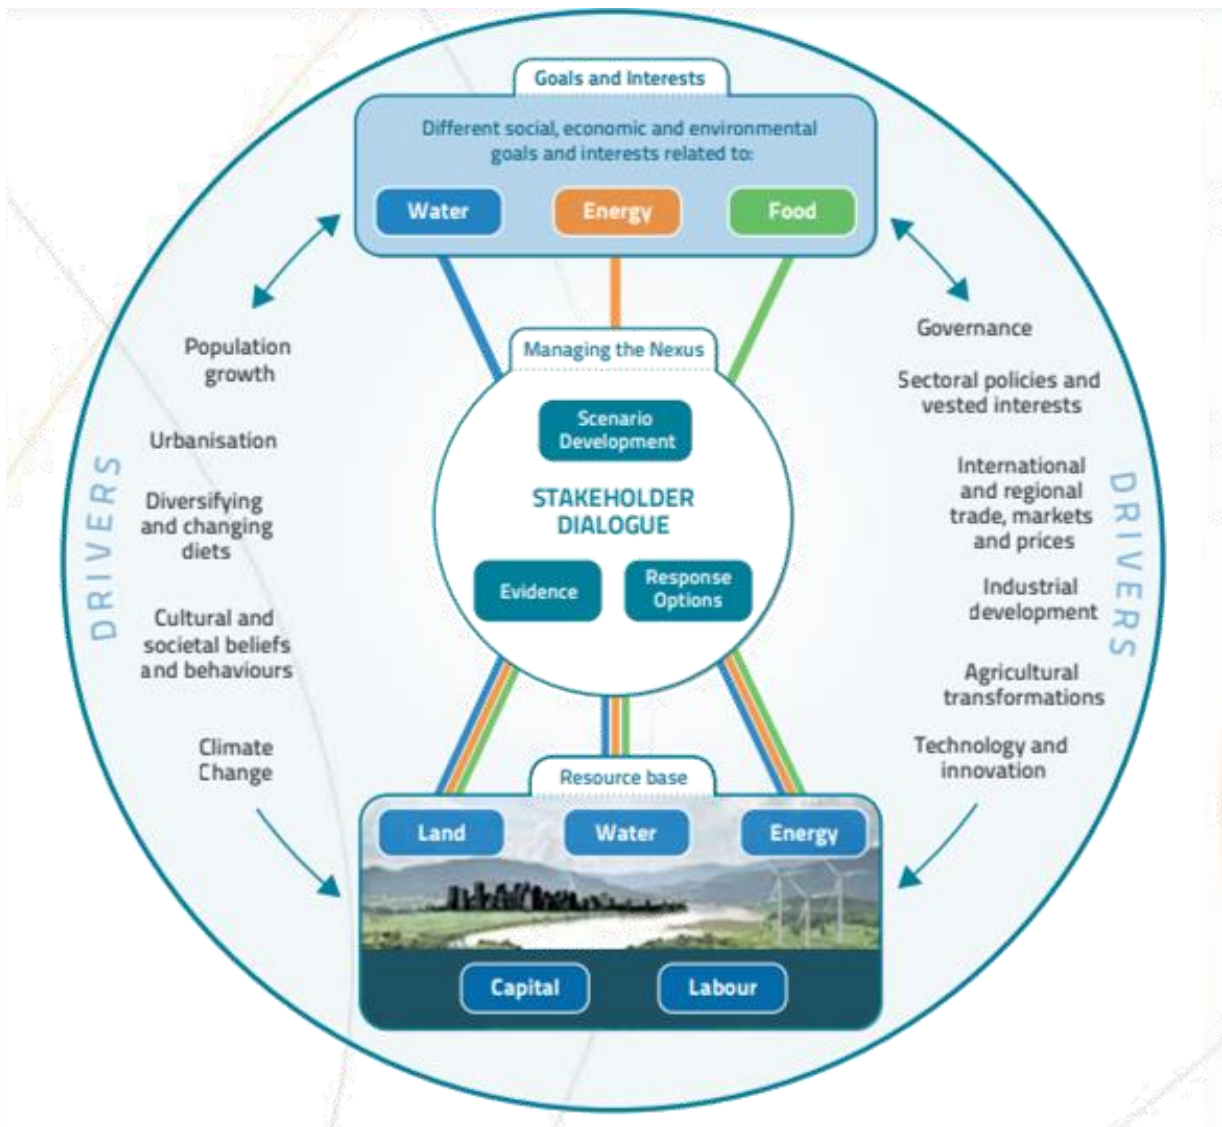 Goals and Interests
Different social, economic and environmental
goals and interests related to:
Water
Energy
Food
DRIVERS
Population
growth
Urbanisation
Diversifying
and changing
diets
Cultural and
societal beliefs
and behaviours
Climate
Change
Managing the Nexus
Scenario
Development
STAKEHOLDER
DIALOGUE
Evidence
Response
Options
Governance
Sectoral policies and
vested interests
International
and regional
trade, markets
and prices
Industrial
development
Agricultural
transformations
Technology and
innovation
DRIVERS
Resource base
Land
Water
Energy
Capital
Labour